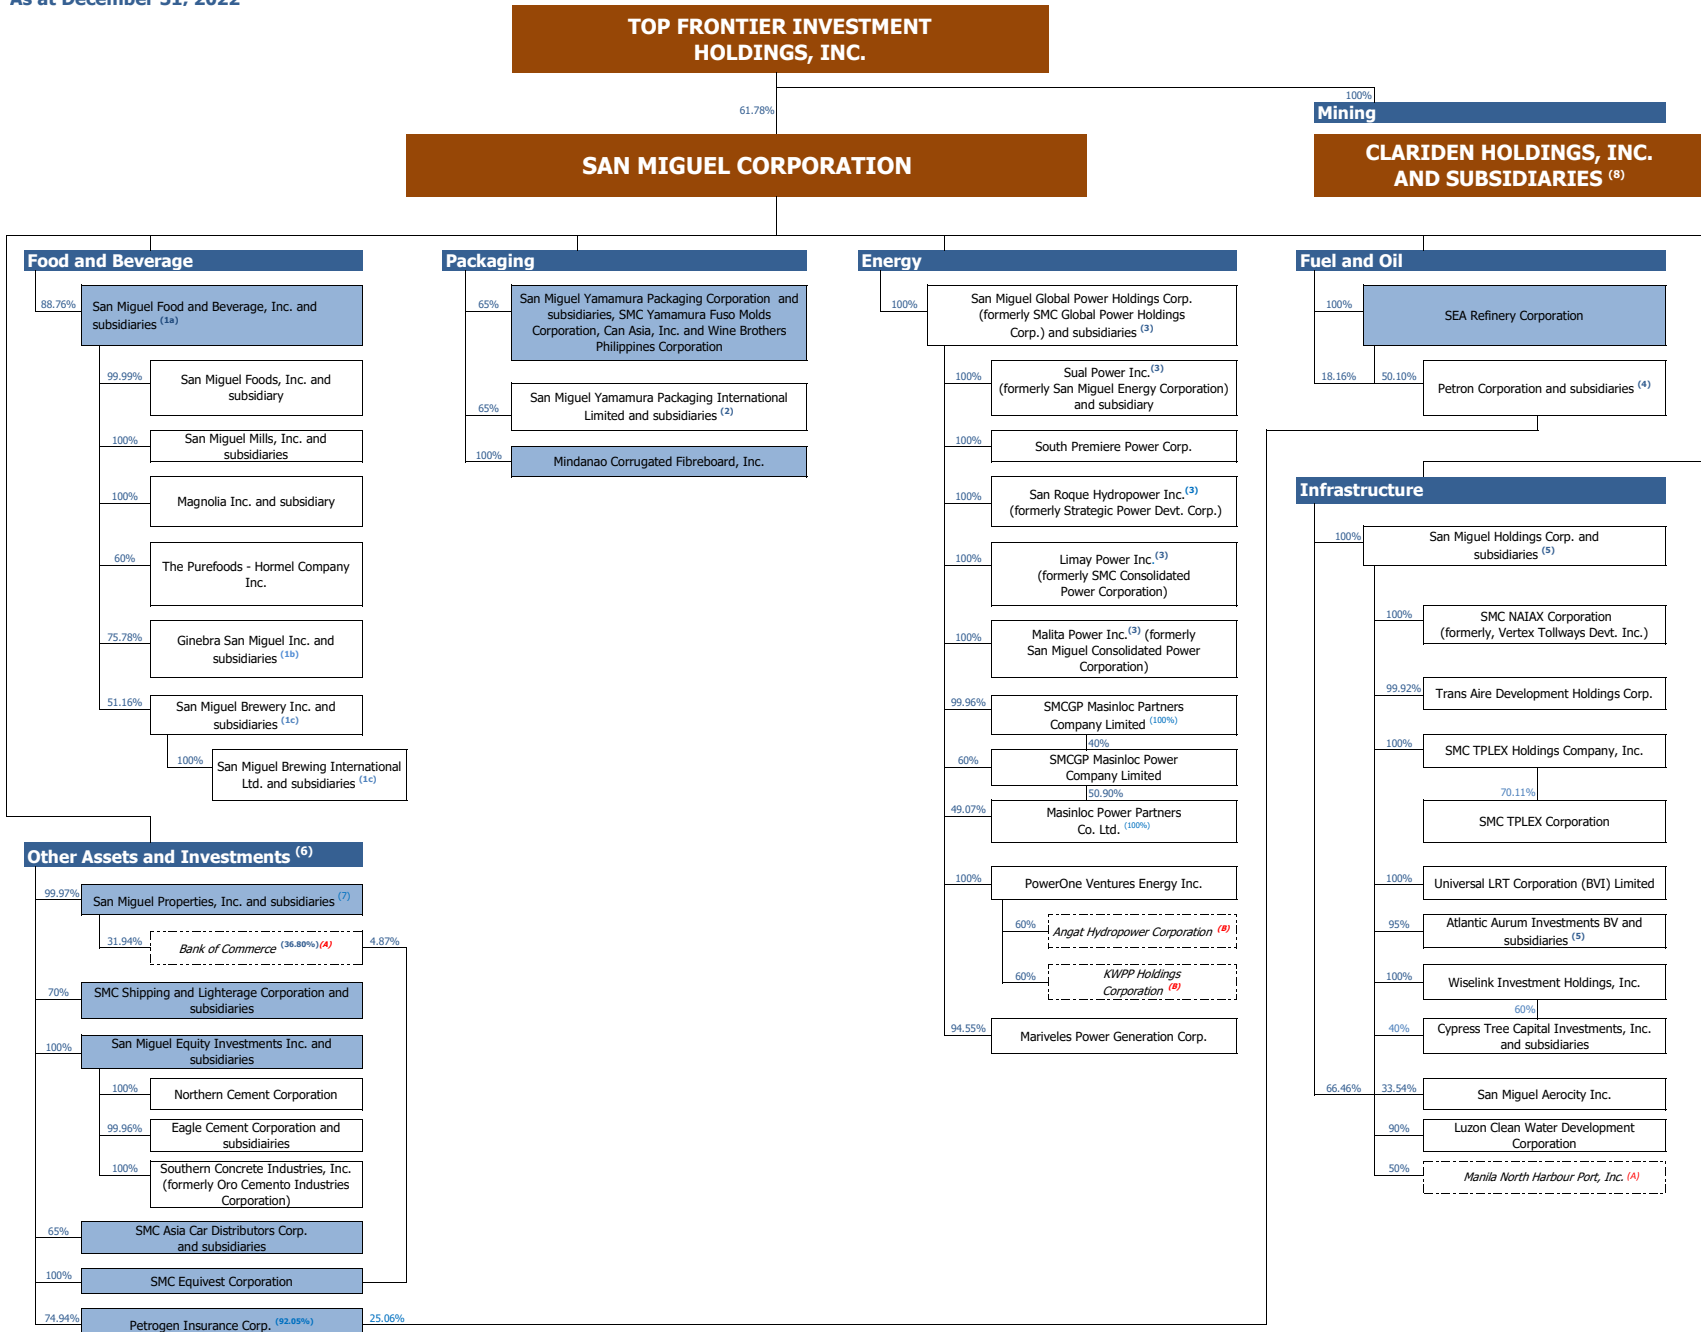 As at December 31, 2022
TOP FRONTIER INVESTMENT
HOLDINGS, INC.
61.78%
100%
Mining
SAN MIGUEL CORPORATION
CLARIDEN HOLDINGS, INC.
AND SUBSIDIARIES (8)
Food and Beverage
88.76%
San Miguel Food and Beverage, Inc. and
subsidiaries (1a)
99.99%
San Miguel Foods, Inc. and
subsidiary
100%
San Miguel Mills, Inc. and
subsidiaries
100%
Magnolia Inc. and subsidiary
60%
The Purefoods - Hormel Company
Inc.
75.78%
Ginebra San Miguel Inc. and
subsidiaries (1b)
51.16%
San Miguel Brewery Inc. and
subsidiaries (1c)
100%
San Miguel Brewing International
Ltd. and subsidiaries (1c)
Packaging
65%
San Miguel Yamamura Packaging Corporation and
subsidiaries, SMC Yamamura Fuso Molds
Corporation, Can Asia, Inc. and Wine Brothers
Philippines Corporation
65%
San Miguel Yamamura Packaging International
Limited and subsidiaries (2)
100%
Mindanao Corrugated Fibreboard, Inc.
Energy
100%
San Miguel Global Power Holdings Corp.
(formerly SMC Global Power Holdings
Corp.) and subsidiaries (3)
100%
Sual Power Inc.(3)
(formerly San Miguel Energy Corporation)
and subsidiary
100%
South Premiere Power Corp.
100%
San Roque Hydropower Inc.(3)
(formerly Strategic Power Devt. Corp.)
100%
Limay Power Inc.(3)
(formerly SMC Consolidated
Power Corporation)
100%
Malita Power Inc.(3) (formerly
San Miguel Consolidated Power
Corporation)
99.96%
SMCGP Masinloc Partners
Company Limited (100%)
40%
60%
SMCGP Masinloc Power
Company Limited
50.90%
49.07%
Masinloc Power Partners
Co. Ltd. (100%)
100%
PowerOne Ventures Energy Inc.
60%
Angat Hydropower Corporation (B)
60%
KWPP Holdings
Corporation (B)
94.55%
Mariveles Power Generation Corp.
Fuel and Oil
100%
SEA Refinery Corporation
18.16%
50.10%
Petron Corporation and subsidiaries (4)
Infrastructure
100%
San Miguel Holdings Corp. and
subsidiaries (5)
100%
SMC NAIAX Corporation
(formerly, Vertex Tollways Devt. Inc.)
99.92%
Trans Aire Development Holdings Corp.
100%
SMC TPLEX Holdings Company, Inc.
70.11%
SMC TPLEX Corporation
100%
Universal LRT Corporation (BVI) Limited
95%
Atlantic Aurum Investments BV and
subsidiaries (5)
100%
Wiselink Investment Holdings, Inc.
60%
40%
Cypress Tree Capital Investments, Inc.
and subsidiaries
66.46%
33.54%
San Miguel Aerocity Inc.
90%
Luzon Clean Water Development
Corporation
50%
Manila North Harbour Port, Inc. (A)
Other Assets and Investments (6)
99.97%
San Miguel Properties, Inc. and subsidiaries (7)
31.94%
Bank of Commerce (36.80%)(A)
4.87%
70%
SMC Shipping and Lighterage Corporation and
subsidiaries
100%
San Miguel Equity Investments Inc. and
subsidiaries
100%
Northern Cement Corporation
99.96%
Eagle Cement Corporation and
subsidiairies
100%
Southern Concrete Industries, Inc.
(formerly Oro Cemento Industries
Corporation)
65%
SMC Asia Car Distributors Corp.
and subsidiaries
100%
SMC Equivest Corporation
74.94%
Petrogen Insurance Corp. (92.05%)
25.06%